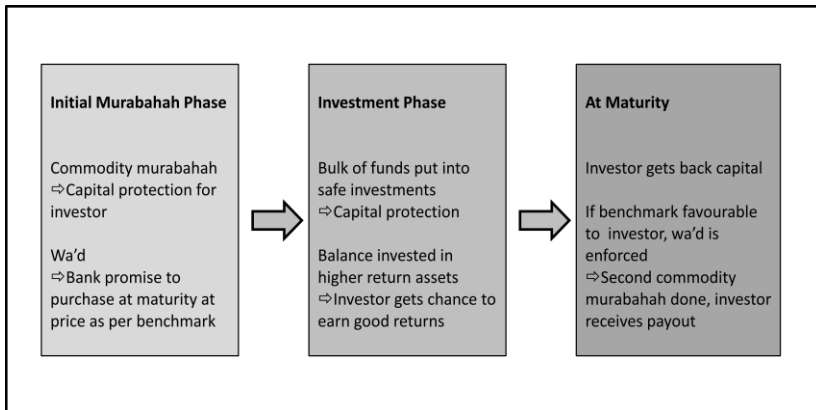 Initial Murabahah Phase
Commodity murabahah
⇨Capital protection for
investor
Wa’d
⇨Bank promise to
purchase at maturity at
price as per benchmark
Investment Phase
Bulk of funds put into
safe investments
⇨Capital protection
Balance invested in
higher return assets
⇨Investor gets chance to
earn good returns
At Maturity
Investor gets back capital
If benchmark favourable
to investor, wa’d is
enforced
⇨Second commodity
murabahah done, investor
receives payout